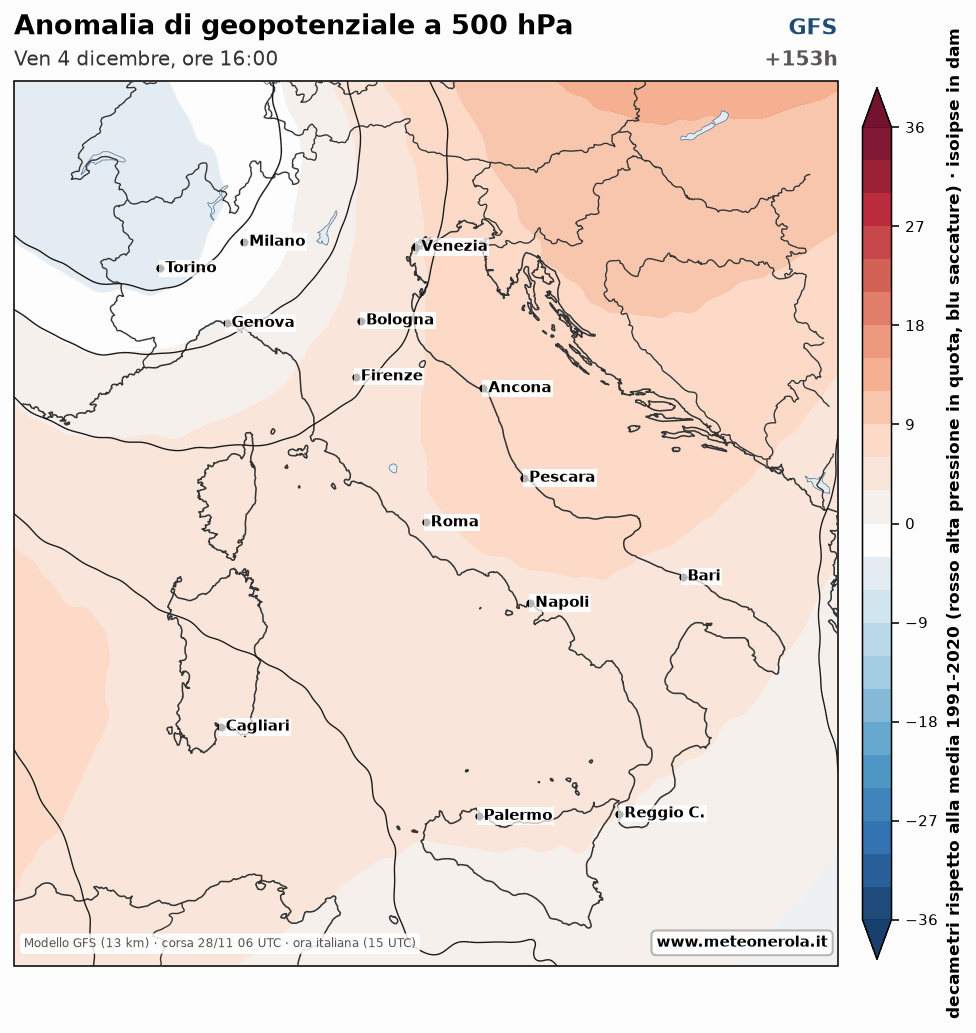 Anomalia di geopotenziale a 500 hPa
GFS
Ven 4 dicembre, ore 16:00
+153h
Milano
Torino
Venezia
Genova
Bologna
Firenze
Ancona
Pescara
Roma
Bari
Napoli
Cagliari
Palermo
Reggio C.
Modello GFS (13 km) · corsa 28/11 06 UTC · ora italiana (15 UTC)
www.meteonerola.it
36
27
18
9
0
−9
−18
−27
−36
decametri rispetto alla media 1991-2020 (rosso alta pressione in quota, blu saccature) · isoipse in dam